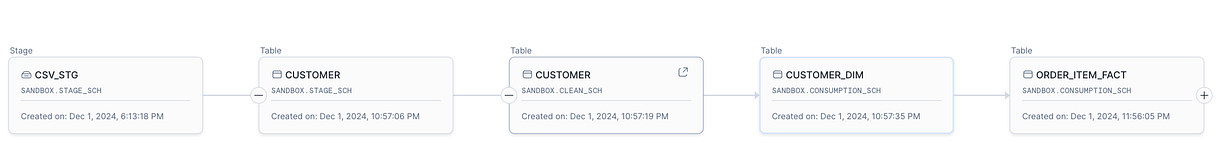 Stage
CSV_STG
SANDBOX.STAGE_SCH
Created on: Dec 1, 2024, 6:13:18 PM
Table
CUSTOMER
SANDBOX.STAGE_SCH
Created on: Dec 1, 2024, 10:57:06 PM
Table
CUSTOMER
SANDBOX.CLEAN_SCH
Created on: Dec 1, 2024, 10:57:19 PM
Table
CUSTOMER_DIM
SANDBOX.CONSUMPTION_SCH
Created on: Dec 1, 2024, 10:57:35 PM
Table
ORDER_ITEM_FACT
SANDBOX.CONSUMPTION_SCH
Created on: Dec 1, 2024, 11:56:05 PM